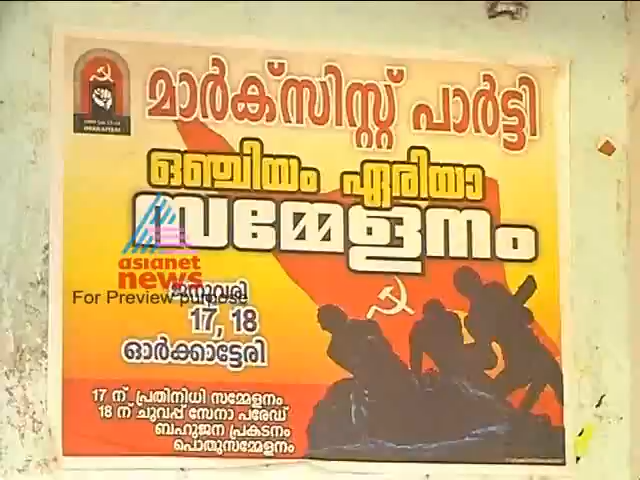 മാർക്സിസ്റ്റ് പാർട്ടി
ഒഞ്ചിയം ഏരിയാ
സമ്മേളനം
asianet
news
For Preview purpose
ജനുവരി
17, 18
ഓർക്കാട്ടേരി
17 ന് പ്രതിനിധി സമ്മേളനം
18 ന് ചുവപ്പ് സേനാ പരേഡ്
ബഹുജന പ്രകടനം
പൊതുസമ്മേളനം